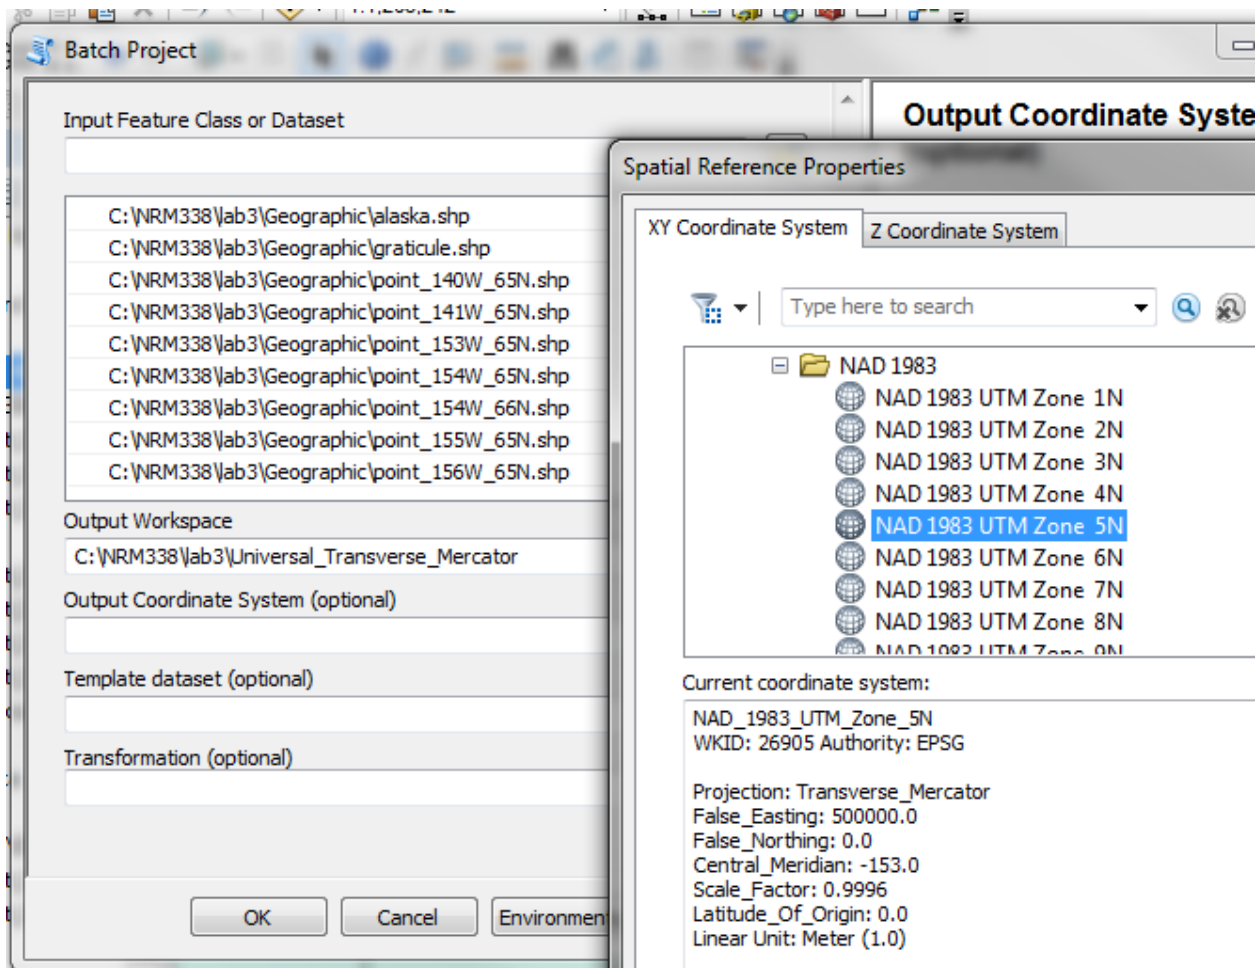 Batch Project
Input Feature Class or Dataset
C:\NRM338\lab3\Geographic\alaska.shp
C:\NRM338\lab3\Geographic\graticule.shp
C:\NRM338\lab3\Geographic\point_140W_65N.shp
C:\NRM338\lab3\Geographic\point_141W_65N.shp
C:\NRM338\lab3\Geographic\point_153W_65N.shp
C:\NRM338\lab3\Geographic\point_154W_65N.shp
C:\NRM338\lab3\Geographic\point_154W_66N.shp
C:\NRM338\lab3\Geographic\point_155W_65N.shp
C:\NRM338\lab3\Geographic\point_156W_65N.shp
Output Workspace
C:\NRM338\lab3\Universal_Transverse_Mercator
Output Coordinate System (optional)
Template dataset (optional)
Transformation (optional)
OK
Cancel
Environmen
Output Coordinate Syste
Spatial Reference Properties
XY Coordinate System
Z Coordinate System
Type here to search
NAD 1983
NAD 1983 UTM Zone 1N
NAD 1983 UTM Zone 2N
NAD 1983 UTM Zone 3N
NAD 1983 UTM Zone 4N
NAD 1983 UTM Zone 5N
NAD 1983 UTM Zone 6N
NAD 1983 UTM Zone 7N
NAD 1983 UTM Zone 8N
NAD 1983 UTM Zone 9N
Current coordinate system:
NAD_1983_UTM_Zone_5N
WKID: 26905 Authority: EPSG
Projection: Transverse_Mercator
False_Easting: 500000.0
False_Northing: 0.0
Central_Meridian: -153.0
Scale_Factor: 0.9996
Latitude_Of_Origin: 0.0
Linear Unit: Meter (1.0)